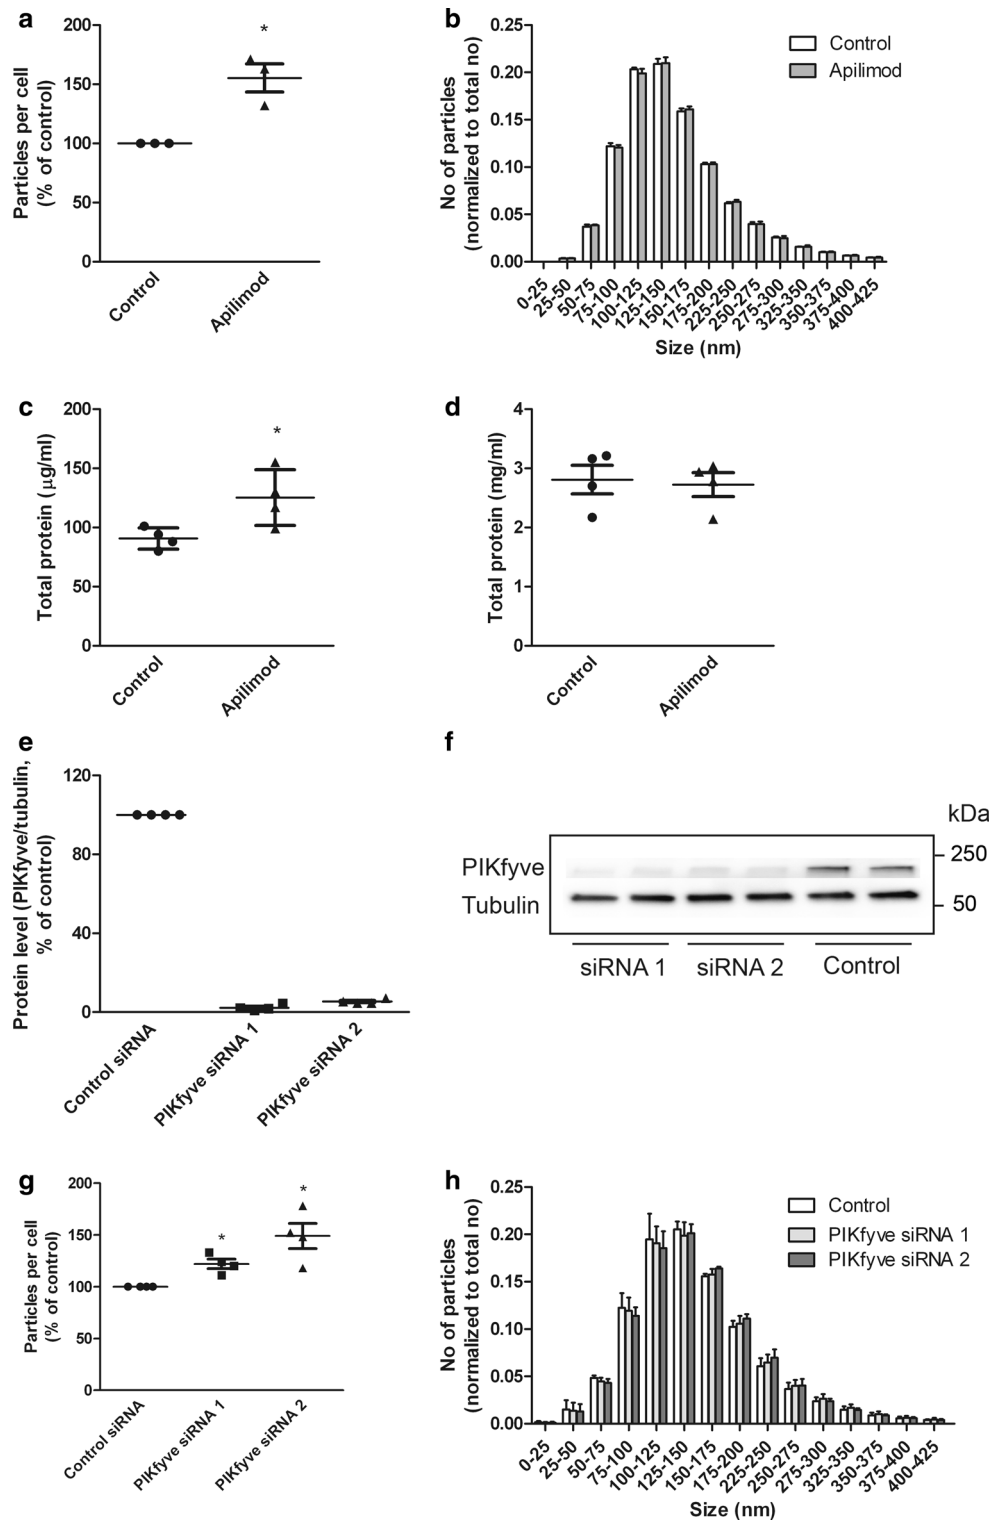 a
Particles per cell
(% of control)
200
150
100
50
0
*
Control
Apilimod
b
No of particles
(normalized to total no)
0.25
0.20
0.15
0.10
0.05
0.00
Control
Apilimod
0-25
25-50
50-75
75-100
100-125
125-150
150-175
175-200
225-250
250-275
275-300
325-350
350-375
375-400
400-425
Size (nm)
c
Total protein (µg/ml)
200
150
100
50
0
*
Control
Apilimod
d
Total protein (mg/ml)
4
3
2
1
0
Control
Apilimod
e
Protein level (PIKfyve/tubulin,
% of control)
120
80
40
0
Control siRNA
PIKfyve siRNA 1
PIKfyve siRNA 2
f
kDa
PIKfyve
250
Tubulin
50
siRNA 1
siRNA 2
Control
g
Particles per cell
(% of control)
200
150
100
50
0
*
*
Control siRNA
PIKfyve siRNA 1
PIKfyve siRNA 2
h
No of particles
(normalized to total no)
0.25
0.20
0.15
0.10
0.05
0.00
Control
PIKfyve siRNA 1
PIKfyve siRNA 2
0-25
25-50
50-75
75-100
100-125
125-150
150-175
175-200
225-250
250-275
275-300
325-350
350-375
375-400
400-425
Size (nm)